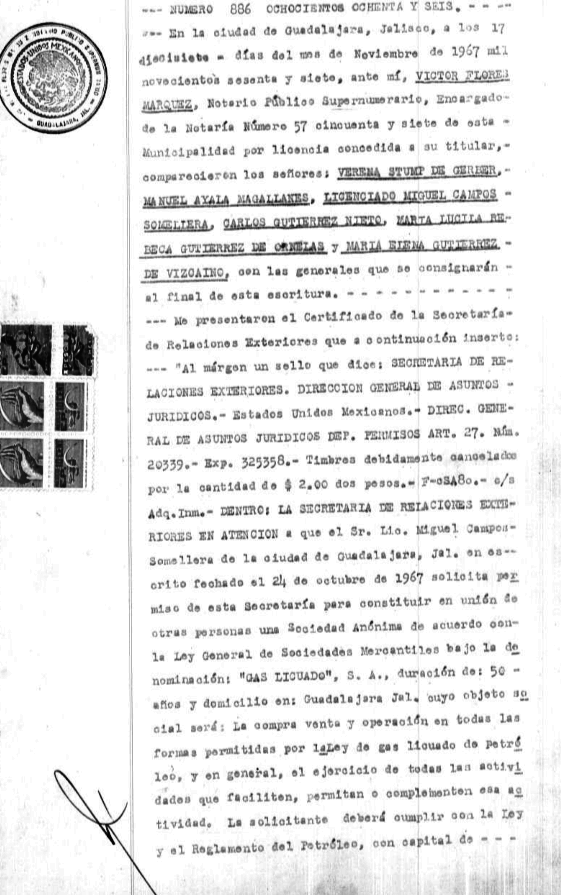 --- NUMERO 886 OCHOCIENTOS OCHENTA Y SEIS. - - - -
--- En la ciudad de Guadalajara, Jalisco, a los 17
diecisiete - días del mes de Noviembre de 1967 mil
novecientos sesenta y siete, ante mí, VICTOR FLORES
MARQUEZ, Notario Público Supernumerario, Encargado-
de la Notaría Número 57 cincuenta y siete de esta -
Municipalidad por licencia concedida a su titular,-
comparecieron los señores: VERENA STUMP DE GERBER,-
MANUEL AYALA MAGALLANES, LICENCIADO MIGUEL CAMPOS -
SOMELLERA, CARLOS GUTIERREZ NIETO, MARIA LUCILA RE-
BECA GUTIERREZ DE ORNELAS y MARIA ELENA GUTIERREZ -
DE VIZCAINO, con las generales que se consignarán -
al final de esta escritura. - - - - - - - - - - - -
--- Me presentaron el Certificado de la Secretaría-
de Relaciones Exteriores que a continuación inserto:
--- "Al márgen un sello que dice: SECRETARIA DE RE-
LACIONES EXTERIORES. DIRECCION GENERAL DE ASUNTOS -
JURIDICOS.- Estados Unidos Mexicanos.- DIREC. GENE-
RAL DE ASUNTOS JURIDICOS DEP. PERMISOS ART. 27. Núm.
20339.- Exp. 325358.- Timbres debidamente cancelados
por la cantidad de $ 2.00 dos pesos.- F-cSA8o.- c/s
Adq.Inm.- DENTRO: LA SECRETARIA DE RELACIONES EXTE-
RIORES EN ATENCION a que el Sr. Lic. Miguel Campos-
Somellera de la ciudad de Guadalajara, Jal. en es--
crito fechado el 24 de octubre de 1967 solicita per
miso de esta Secretaría para constituir en unión de
otras personas una Sociedad Anónima de acuerdo con-
la Ley General de Sociedades Mercantiles bajo la de
nominación: "GAS LICUADO", S. A., duración de: 50 -
años y domicilio en: Guadalajara Jal. cuyo objeto so
cial será: La compra venta y operación en todas las
formas permitidas por laLey de gas licuado de Petró
leo, y en general, el ejercicio de todas las activi
dades que faciliten, permitan o complementen esa ac
tividad. La solicitante deberá cumplir con la Ley
y el Reglamento del Petróleo, con capital de - - -
ESTADOS UNIDOS MEXICANOS
GUADALAJARA, JAL.